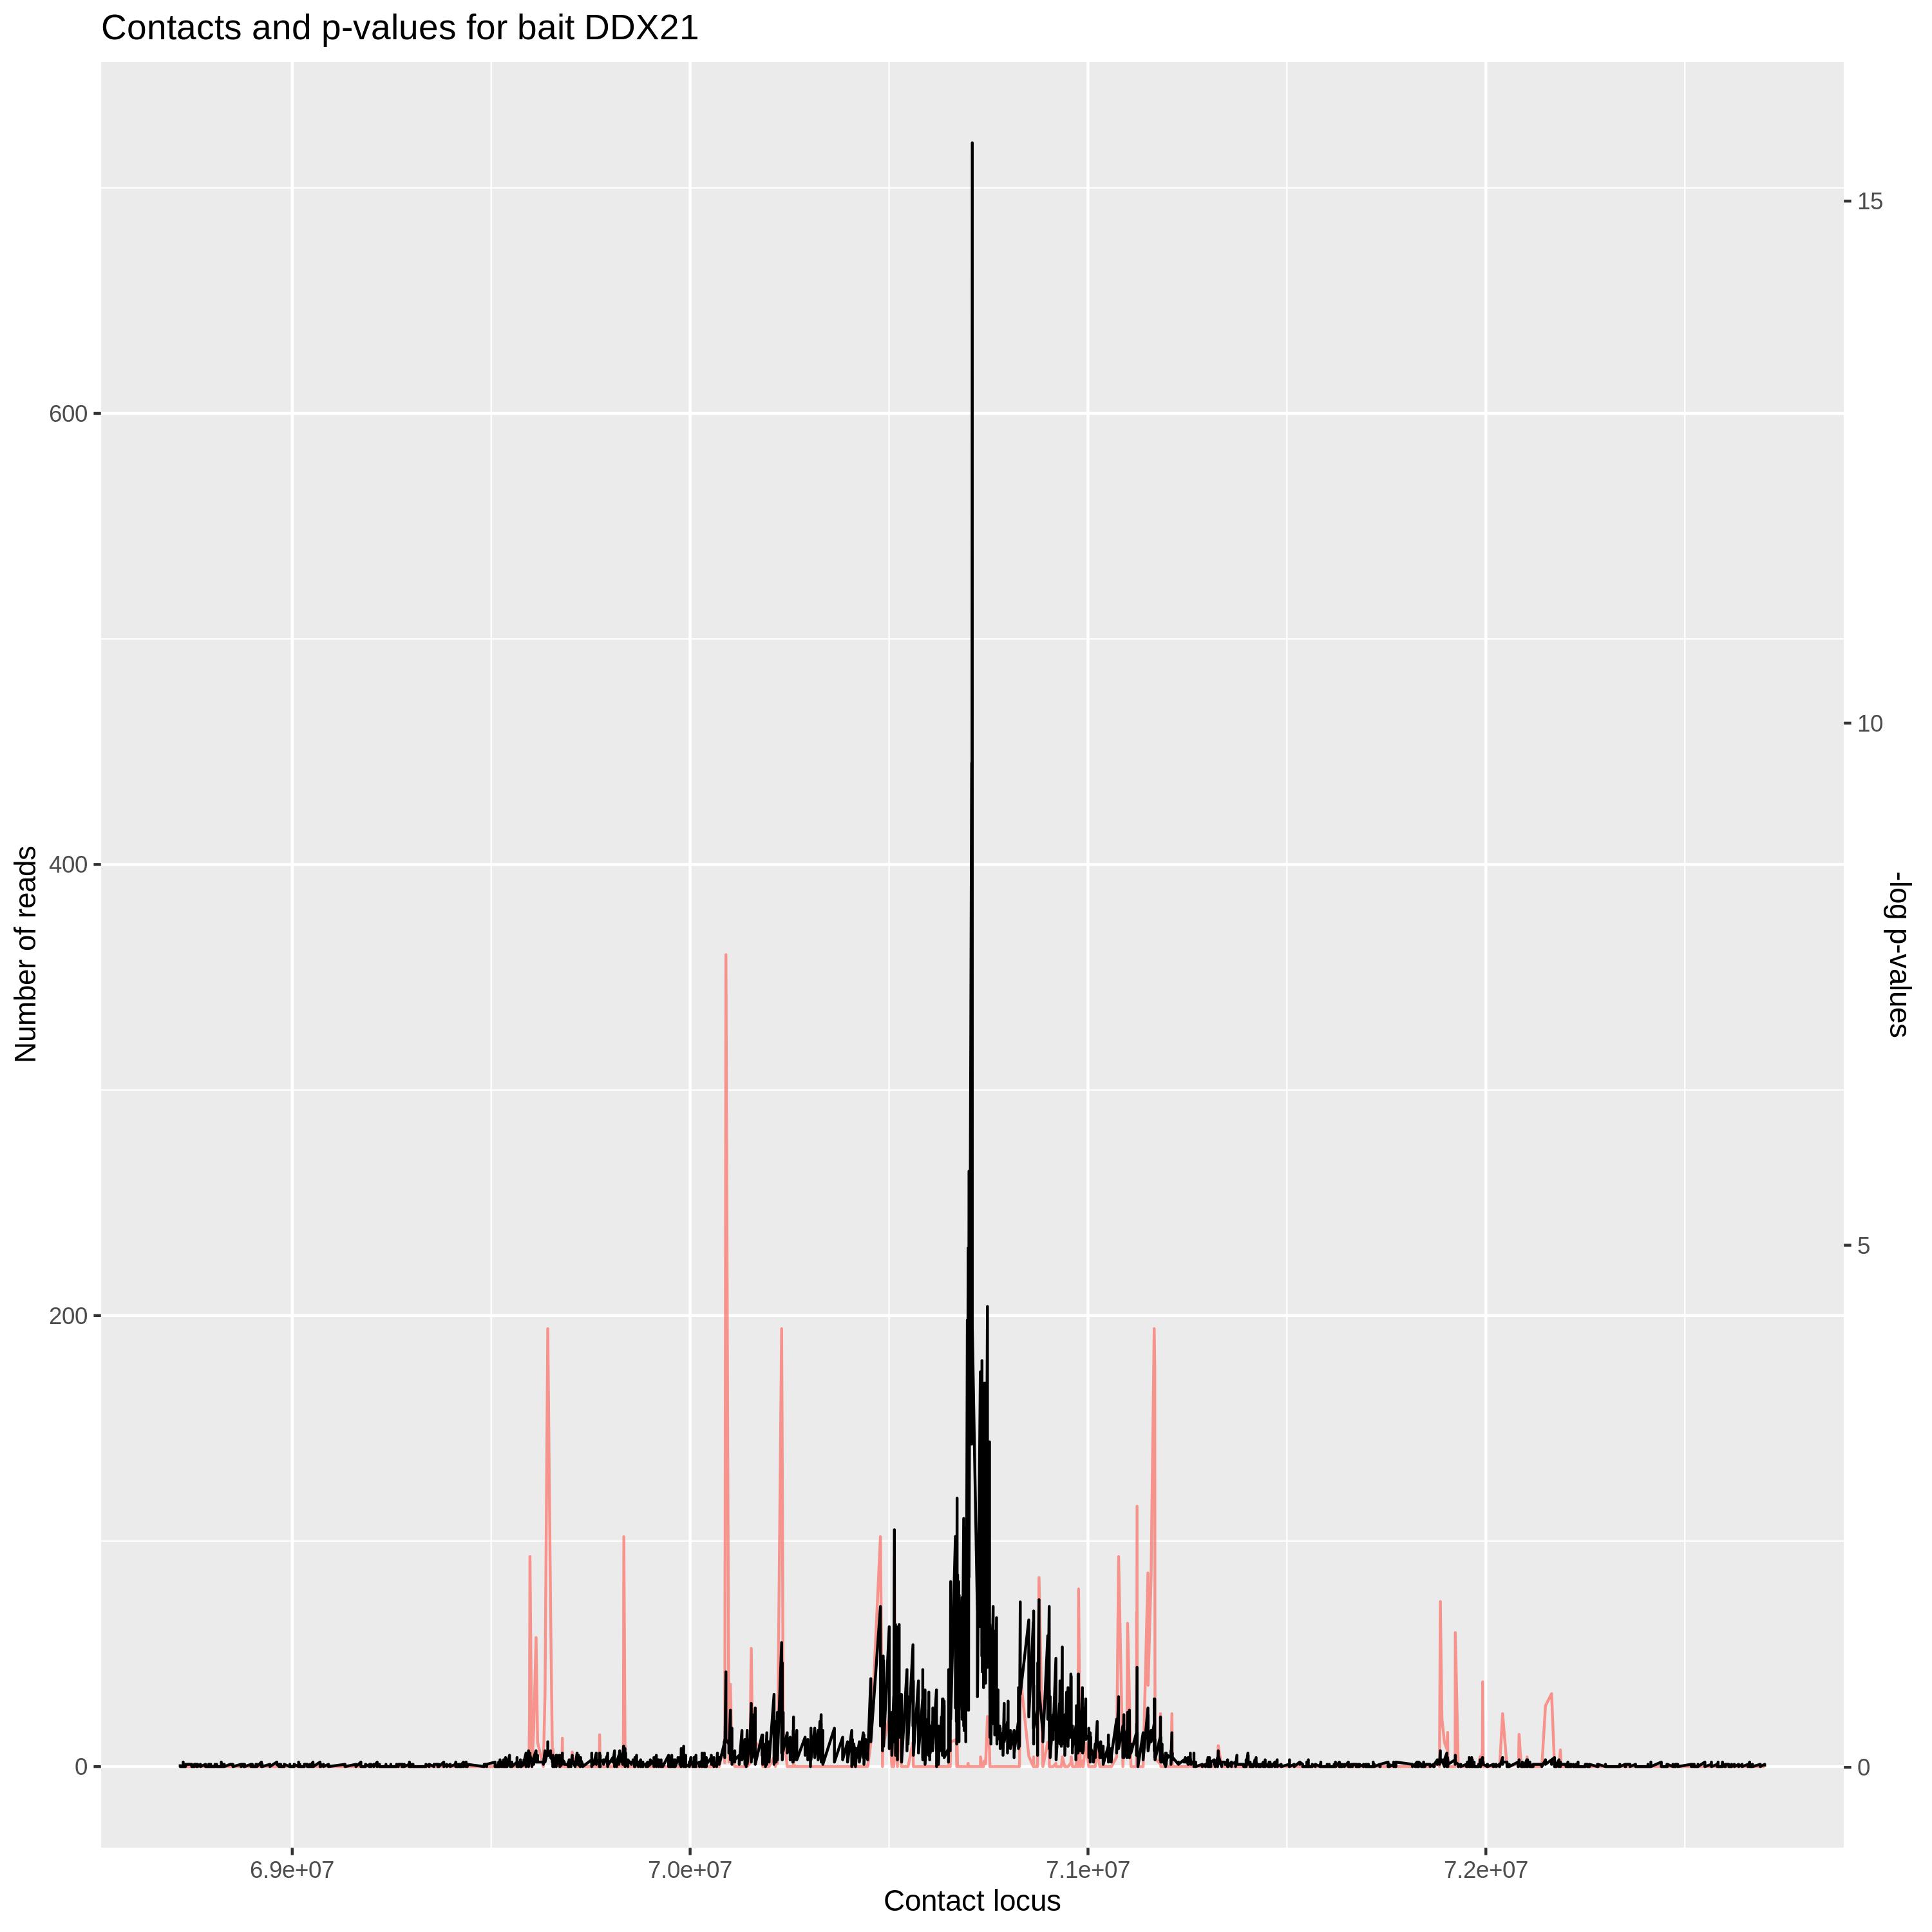 Contacts and p-values for bait DDX21
Number of reads
600
400
200
0
15
10
5
0
-log p-values
6.9e+07
7.0e+07
7.1e+07
7.2e+07
Contact locus